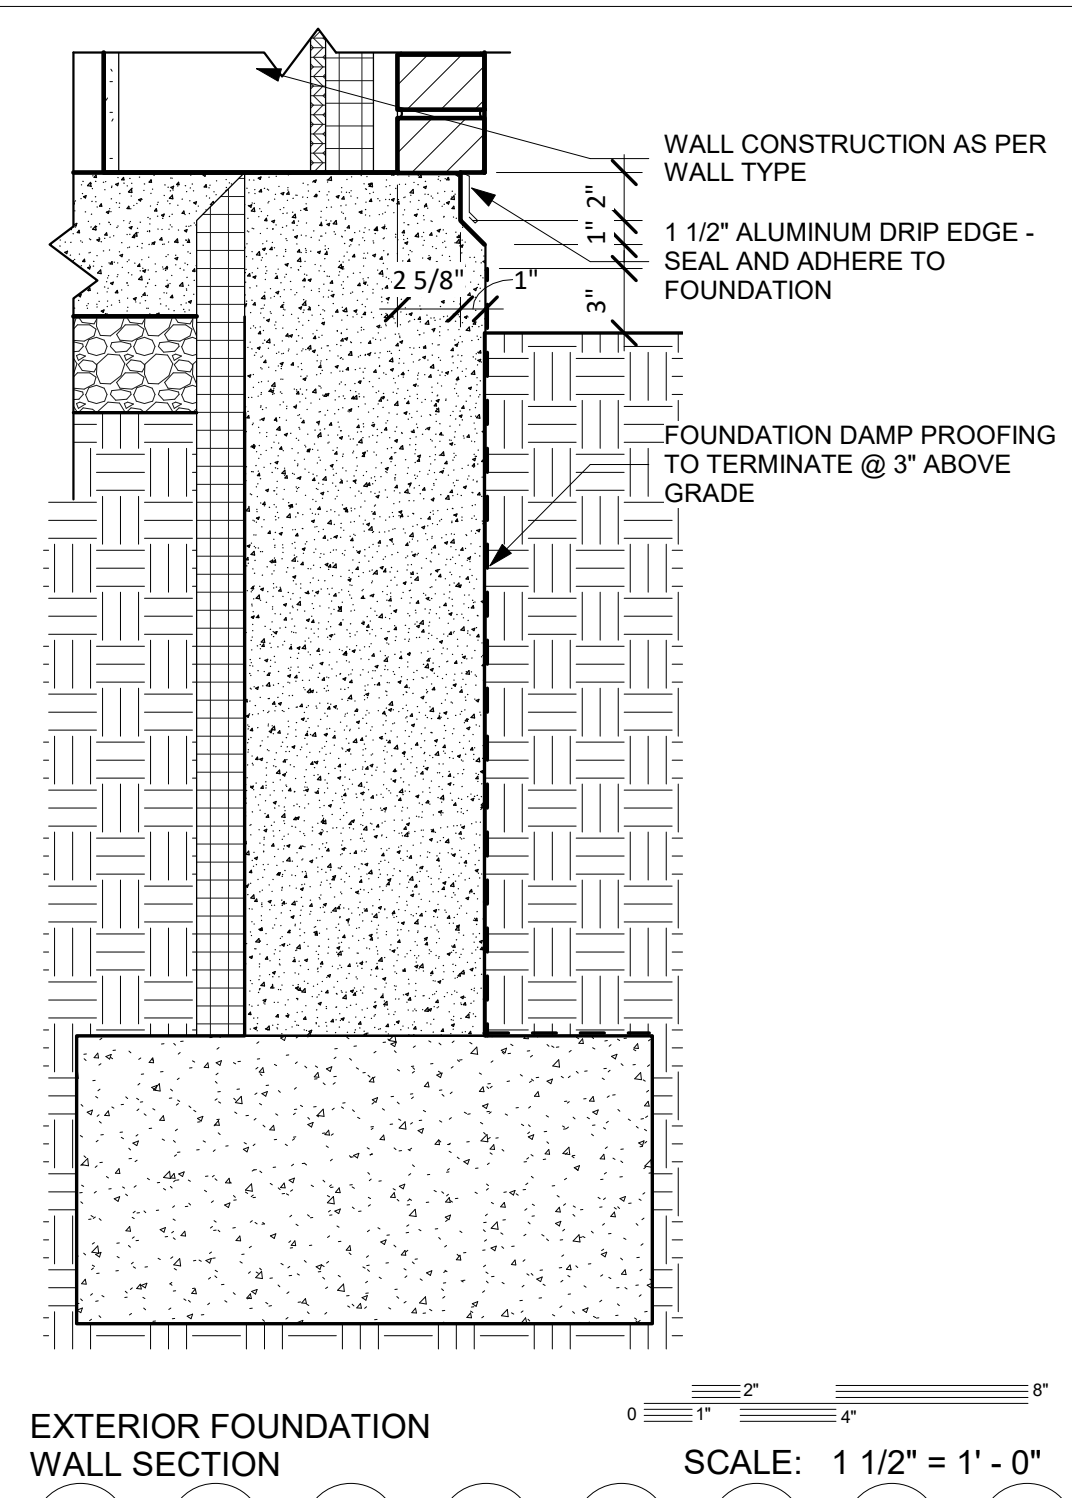 WALL CONSTRUCTION AS PER
WALL TYPE
2"
1"
1 1/2" ALUMINUM DRIP EDGE -
SEAL AND ADHERE TO
FOUNDATION
2 5/8"
1"
3"
FOUNDATION DAMP PROOFING
TO TERMINATE @ 3" ABOVE
GRADE
2"
8"
0
1"
4"
EXTERIOR FOUNDATION
WALL SECTION
SCALE: 1 1/2" = 1' - 0"